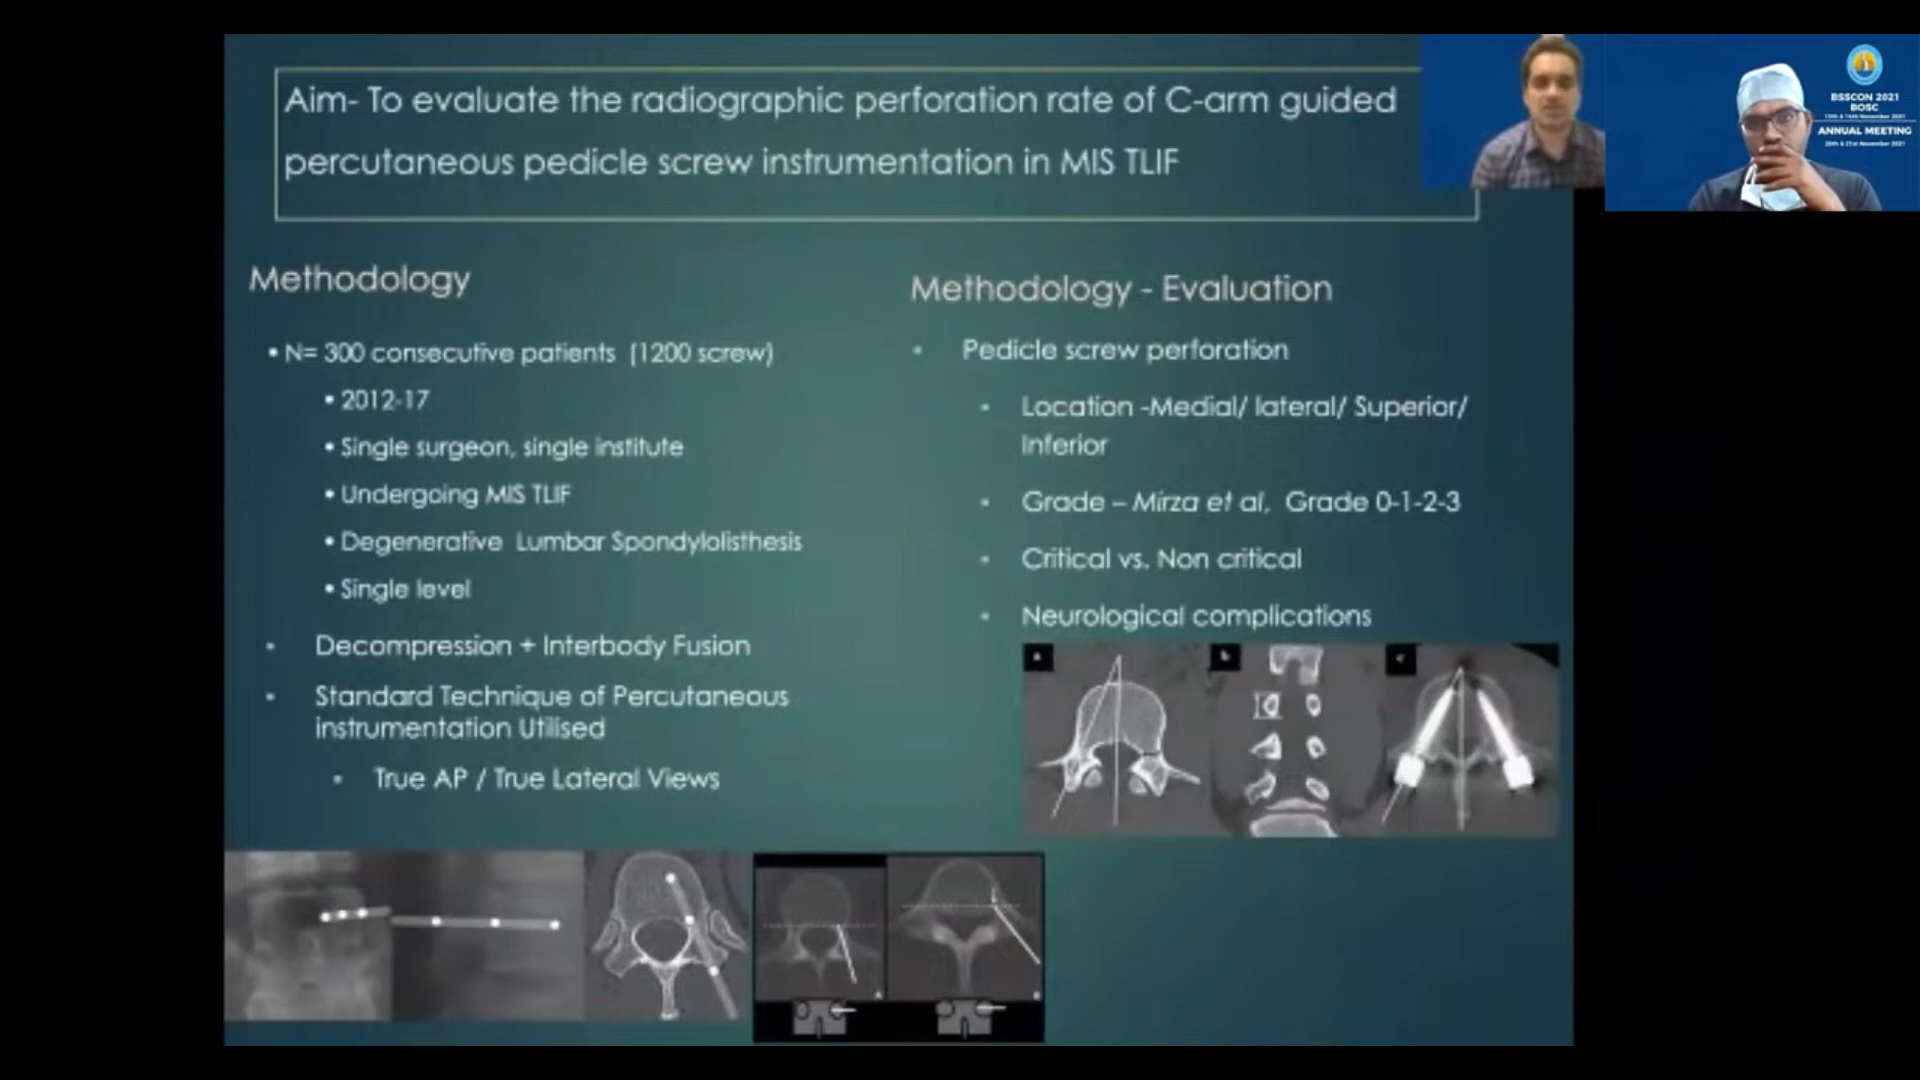 Aim- To evaluate the radiographic perforation rate of C-arm guided
percutaneous pedicle screw instrumentation in MIS TLIF
Methodology
• N= 300 consecutive patients (1200 screw)
• 2012-17
• Single surgeon, single institute
• Undergoing MIS TLIF
• Degenerative Lumbar Spondylolisthesis
• Single level
• Decompression + Interbody Fusion
• Standard Technique of Percutaneous
instrumentation Utilised
• True AP / True Lateral Views
Methodology - Evaluation
• Pedicle screw perforation
• Location -Medial/ lateral/ Superior/
Inferior
• Grade – Mirza et al, Grade 0-1-2-3
• Critical vs. Non critical
• Neurological complications
a
b
c
BSSCON 2021
BOSC
ANNUAL MEETING
20th & 21st November 2021